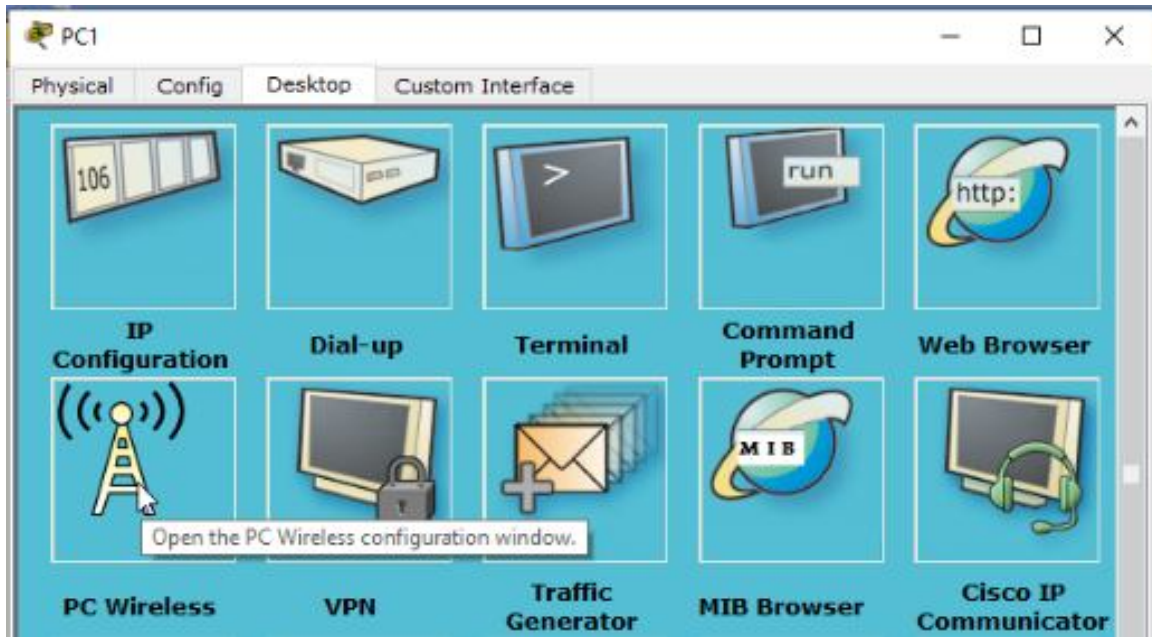 PC1
Physical Config Desktop Custom Interface
106
>
run
http:
IP
Configuration
Dial-up
Terminal
Command
Prompt
Web Browser
MIB
Open the PC Wireless configuration window.
PC Wireless
VPN
Traffic
Generator
MIB Browser
Cisco IP
Communicator